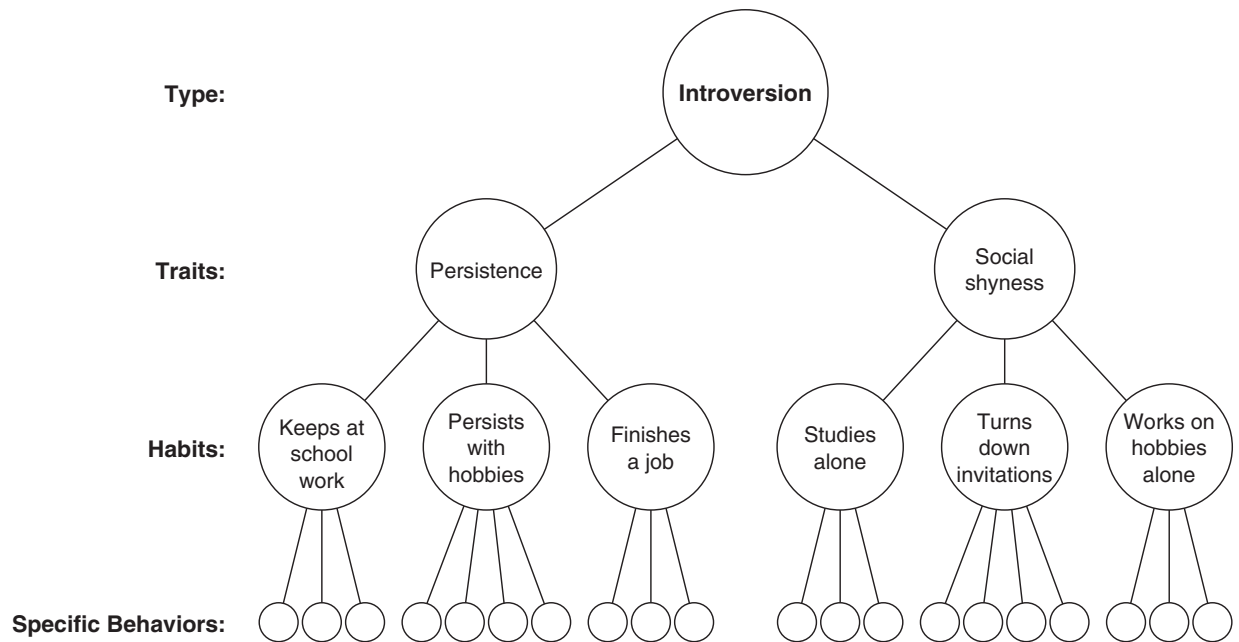 Type:
Introversion
Traits:
Persistence
Social
shyness
Habits:
Keeps at
school
work
Persists
with
hobbies
Finishes
a job
Studies
alone
Turns
down
invitations
Works on
hobbies
alone
Specific Behaviors: